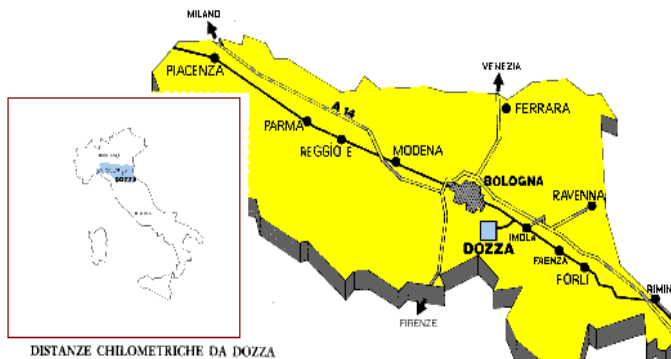 MILANO
PIACENZA
VENEZIA
A 14
FERRARA
PARMA
REGGIO E
MODENA
BOLOGNA
RAVENNA
DOZZA
IMOLA
FAENZA
FORLI
RIMIN
FIRENZE
DOZZA
DISTANZE CHILOMETRICHE DA DOZZA